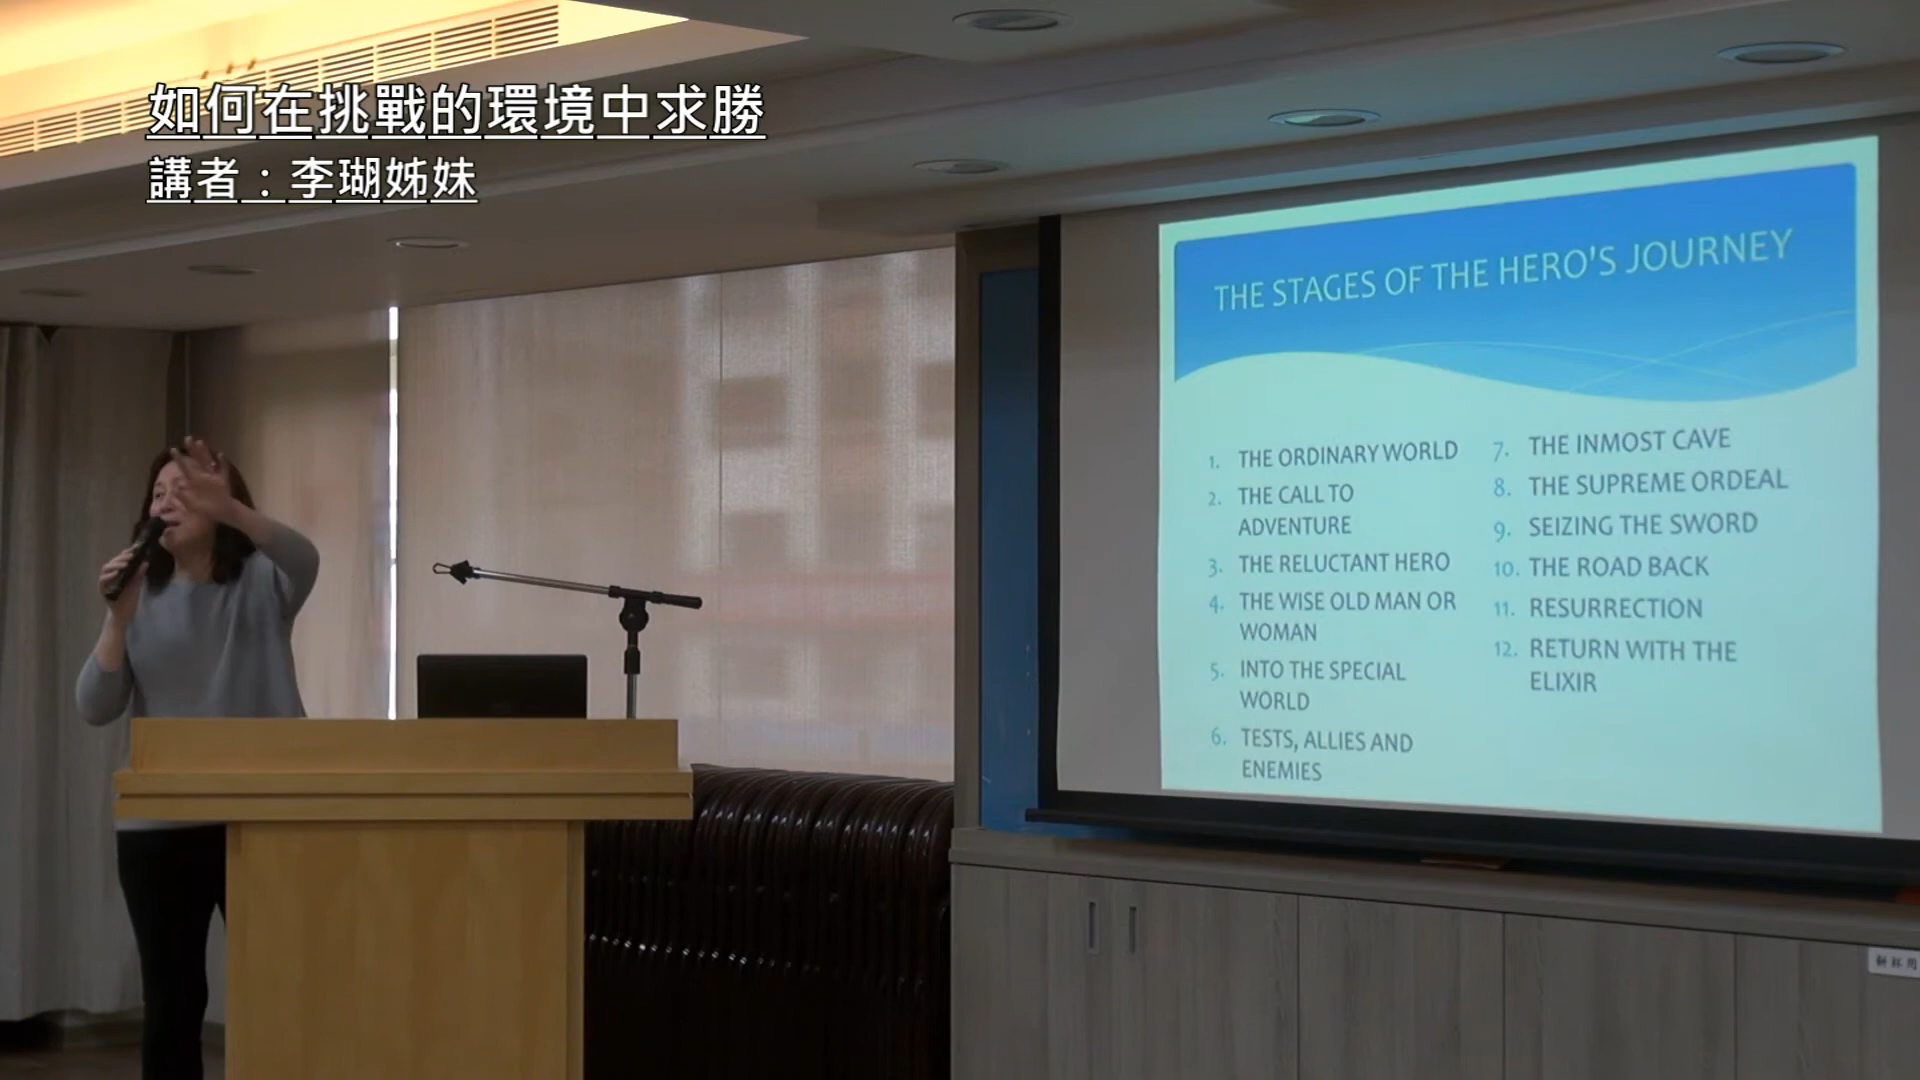 如何在挑戰的環境中求勝
講者：李瑚姊妹
THE STAGES OF THE HERO'S JOURNEY
1. THE ORDINARY WORLD
2. THE CALL TO
ADVENTURE
3. THE RELUCTANT HERO
4. THE WISE OLD MAN OR
WOMAN
5. INTO THE SPECIAL
WORLD
6. TESTS, ALLIES AND
ENEMIES
7. THE INMOST CAVE
8. THE SUPREME ORDEAL
9. SEIZING THE SWORD
10. THE ROAD BACK
11. RESURRECTION
12. RETURN WITH THE
ELIXIR